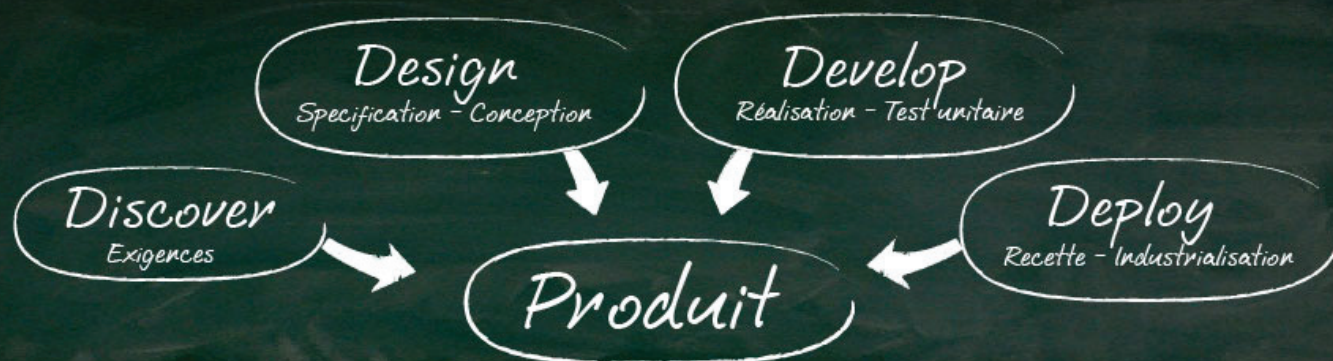 Design
Specification - Conception
Develop
Réalisation - Test unitaire
Discover
Exigences
Deploy
Recette - Industrialisation
Produit